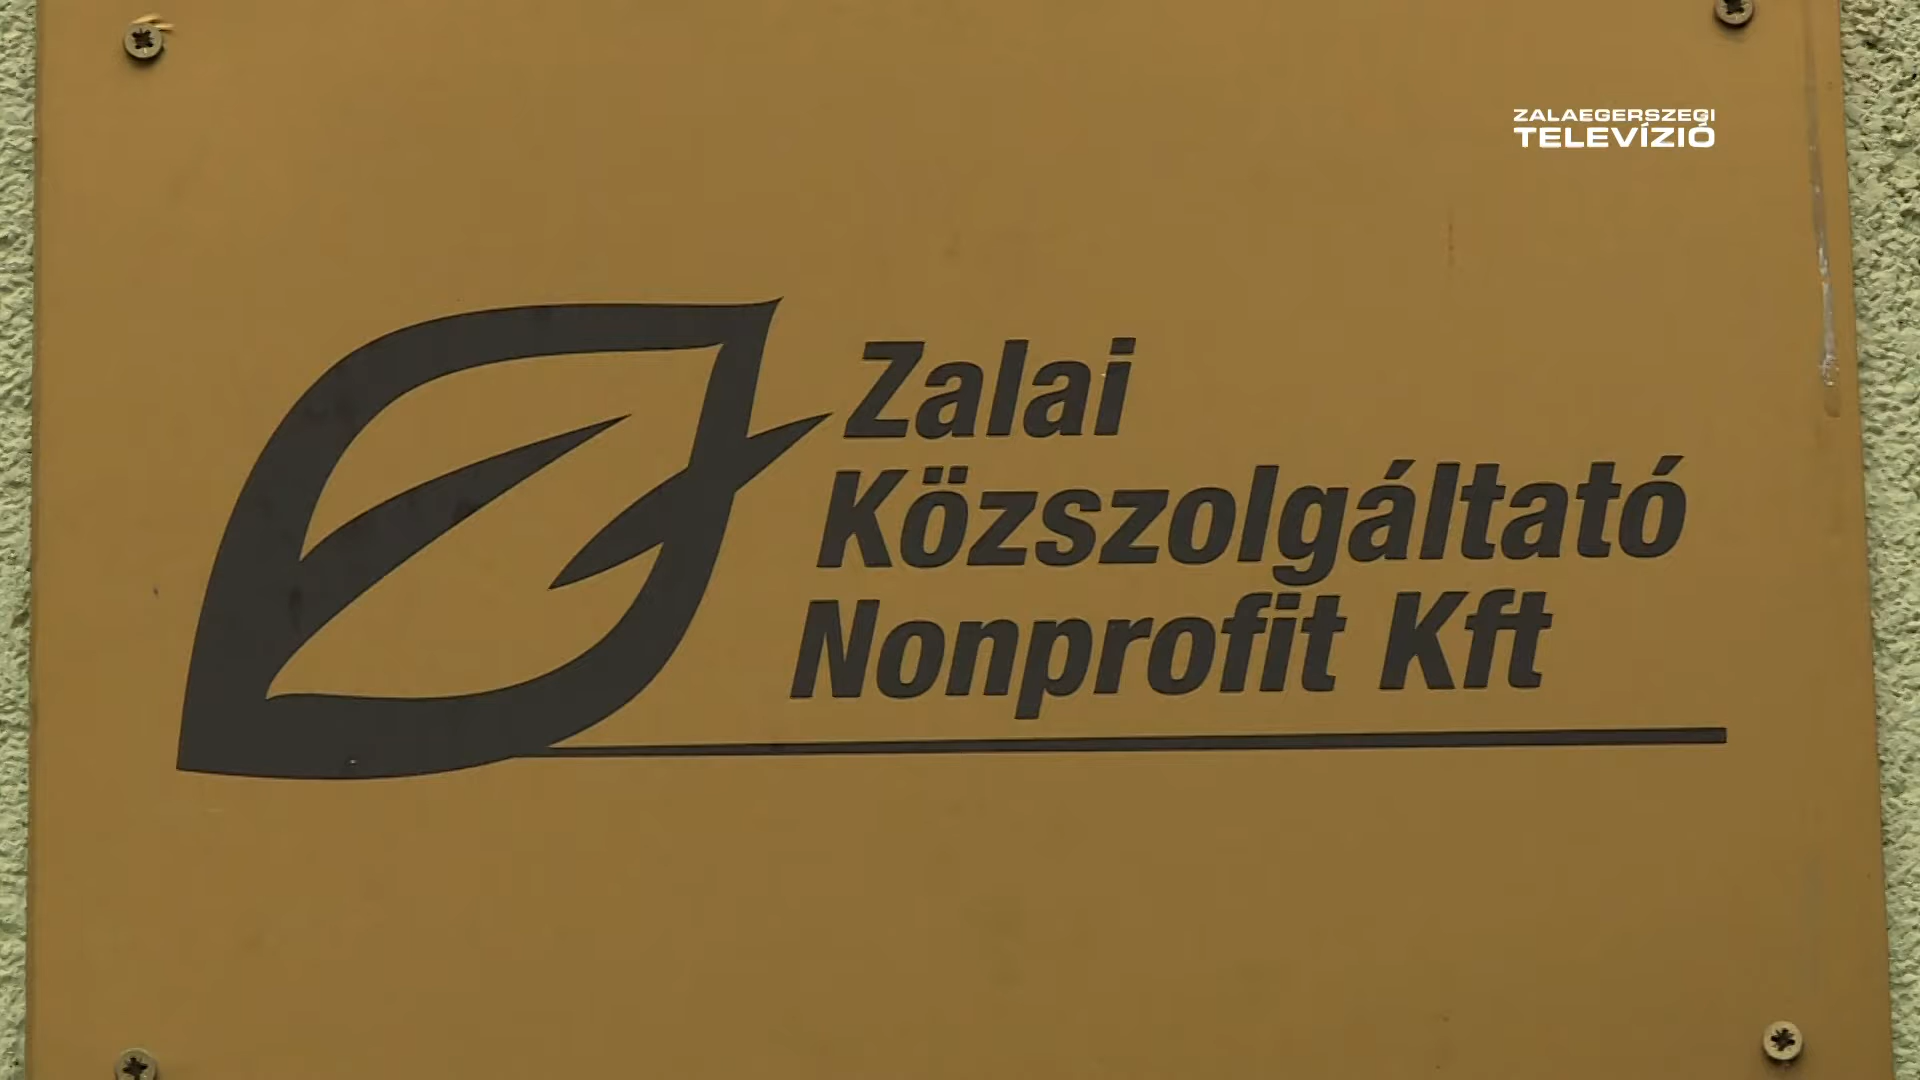 ZALAEGERSZEGI
TELEVÍZIÓ
Zalai
Közszolgáltató
Nonprofit Kft